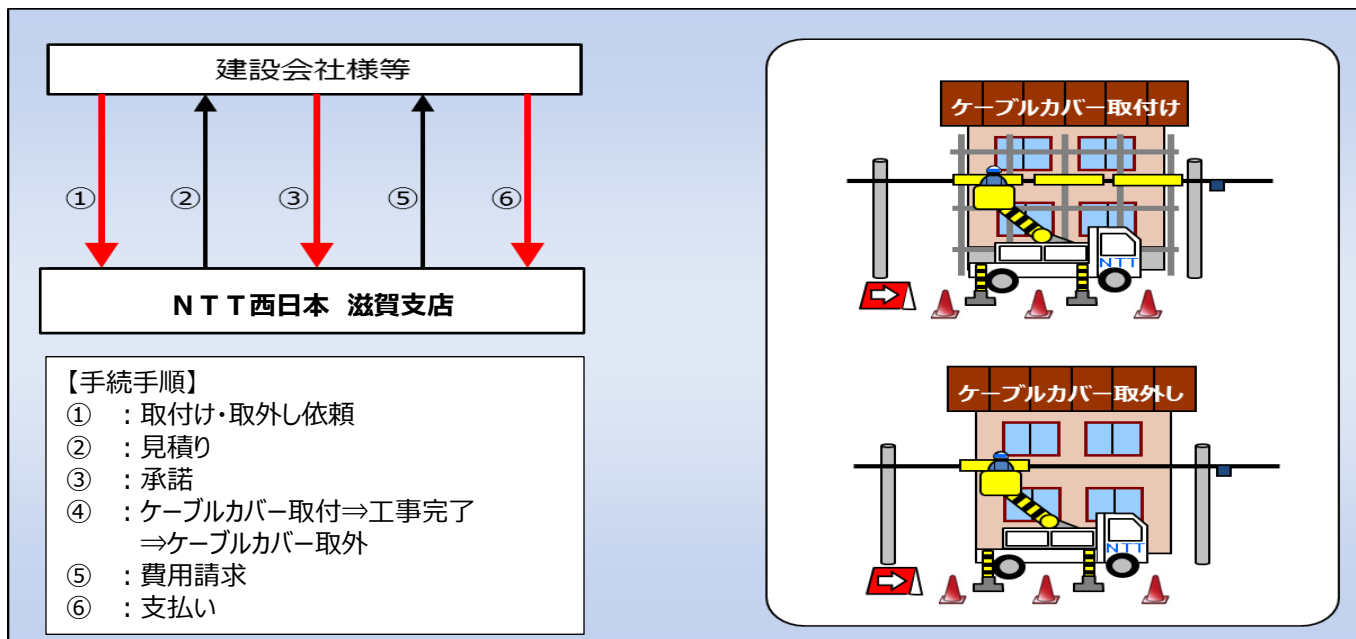 建設会社様等
①
②
③
⑤
⑥
NTT西日本 滋賀支店
【手続手順】
① :取付け・取外し依頼
② :見積り
③ :承諾
④ :ケーブルカバー取付⇒工事完了
⇒ケーブルカバー取外
⑤ :費用請求
⑥ :支払い
ケーブルカバー取付け
NTT
ケーブルカバー取外し
NTT